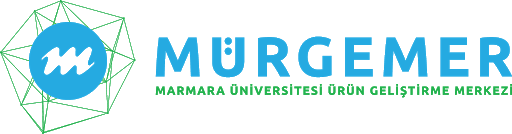 m
MÜRGEMER
MARMARA ÜNİVERSİTESİ ÜRÜN GELİŞTİRME MERKEZİ